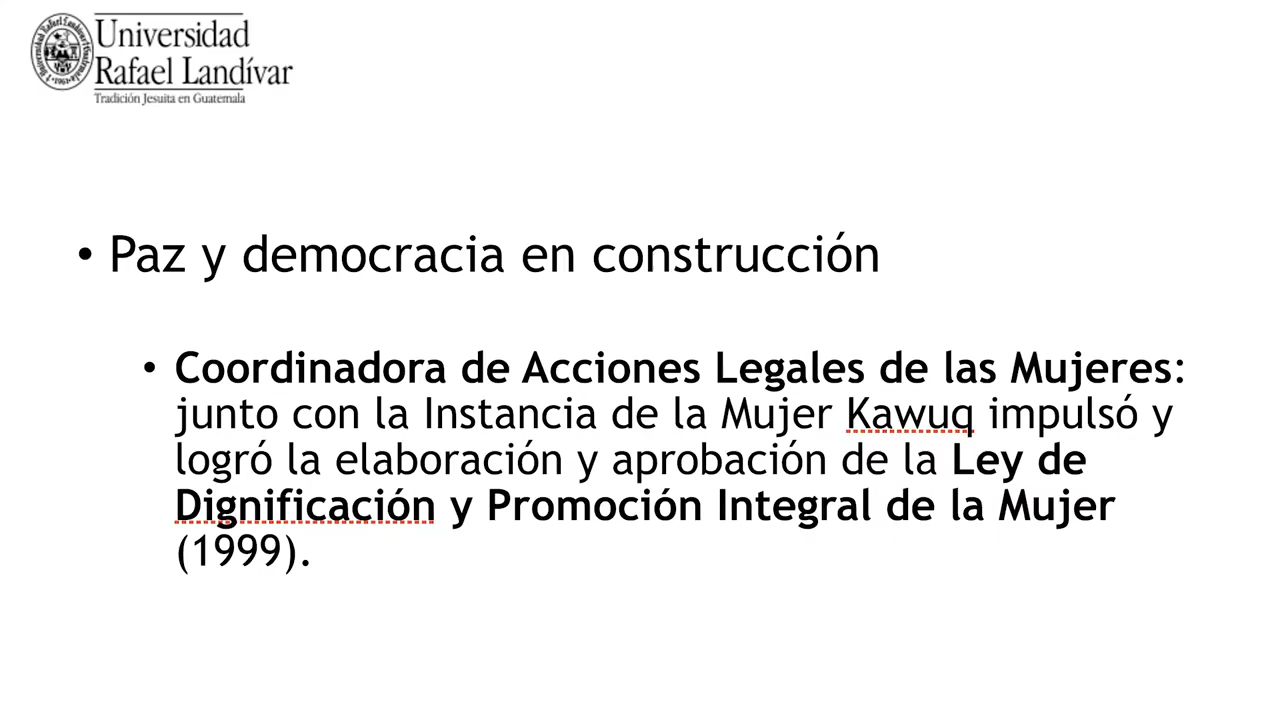 Universidad
Rafael Landívar
Tradición Jesuita en Guatemala
• Paz y democracia en construcción
• Coordinadora de Acciones Legales de las Mujeres:
junto con la Instancia de la Mujer Kawuq impulsó y
logró la elaboración y aprobación de la Ley de
Dignificación y Promoción Integral de la Mujer
(1999).